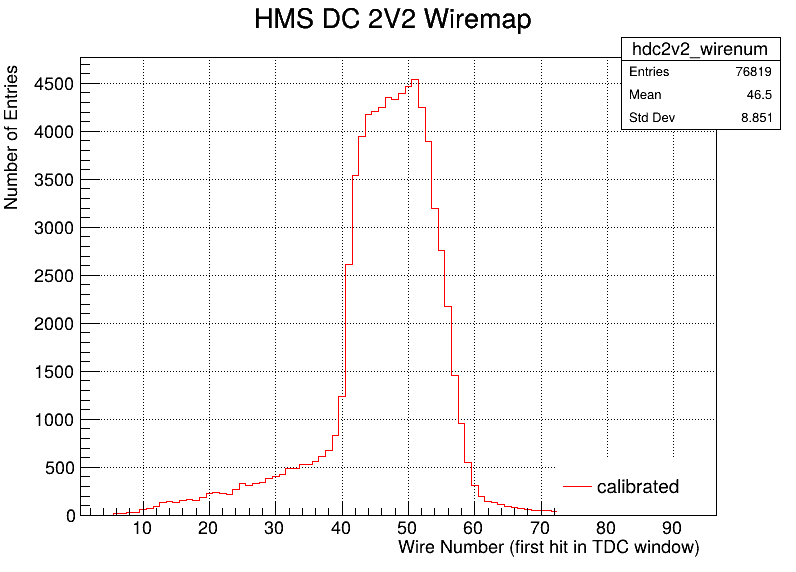 HMS DC 2V2 Wiremap
hdc2v2_wirenum
Entries 76819
Mean 46.5
Std Dev 8.851
Number of Entries
4500
4000
3500
3000
2500
2000
1500
1000
500
0
calibrated
10 20 30 40 50 60 70 80 90
Wire Number (first hit in TDC window)